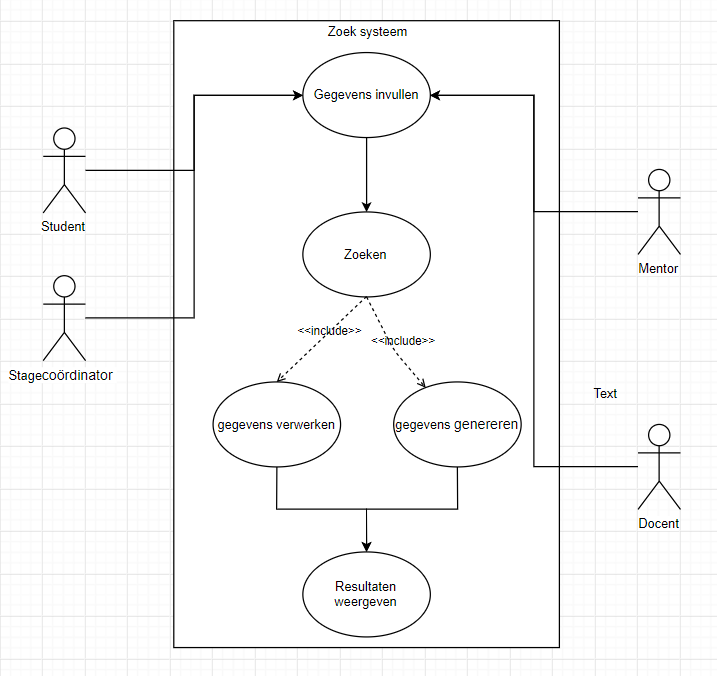 Zoek systeem
Gegevens invullen
Student
Zoeken
Mentor
<<include>>
<<include>>
Stagecoördinator
Text
gegevens verwerken
gegevens genereren
Docent
Resultaten
weergeven